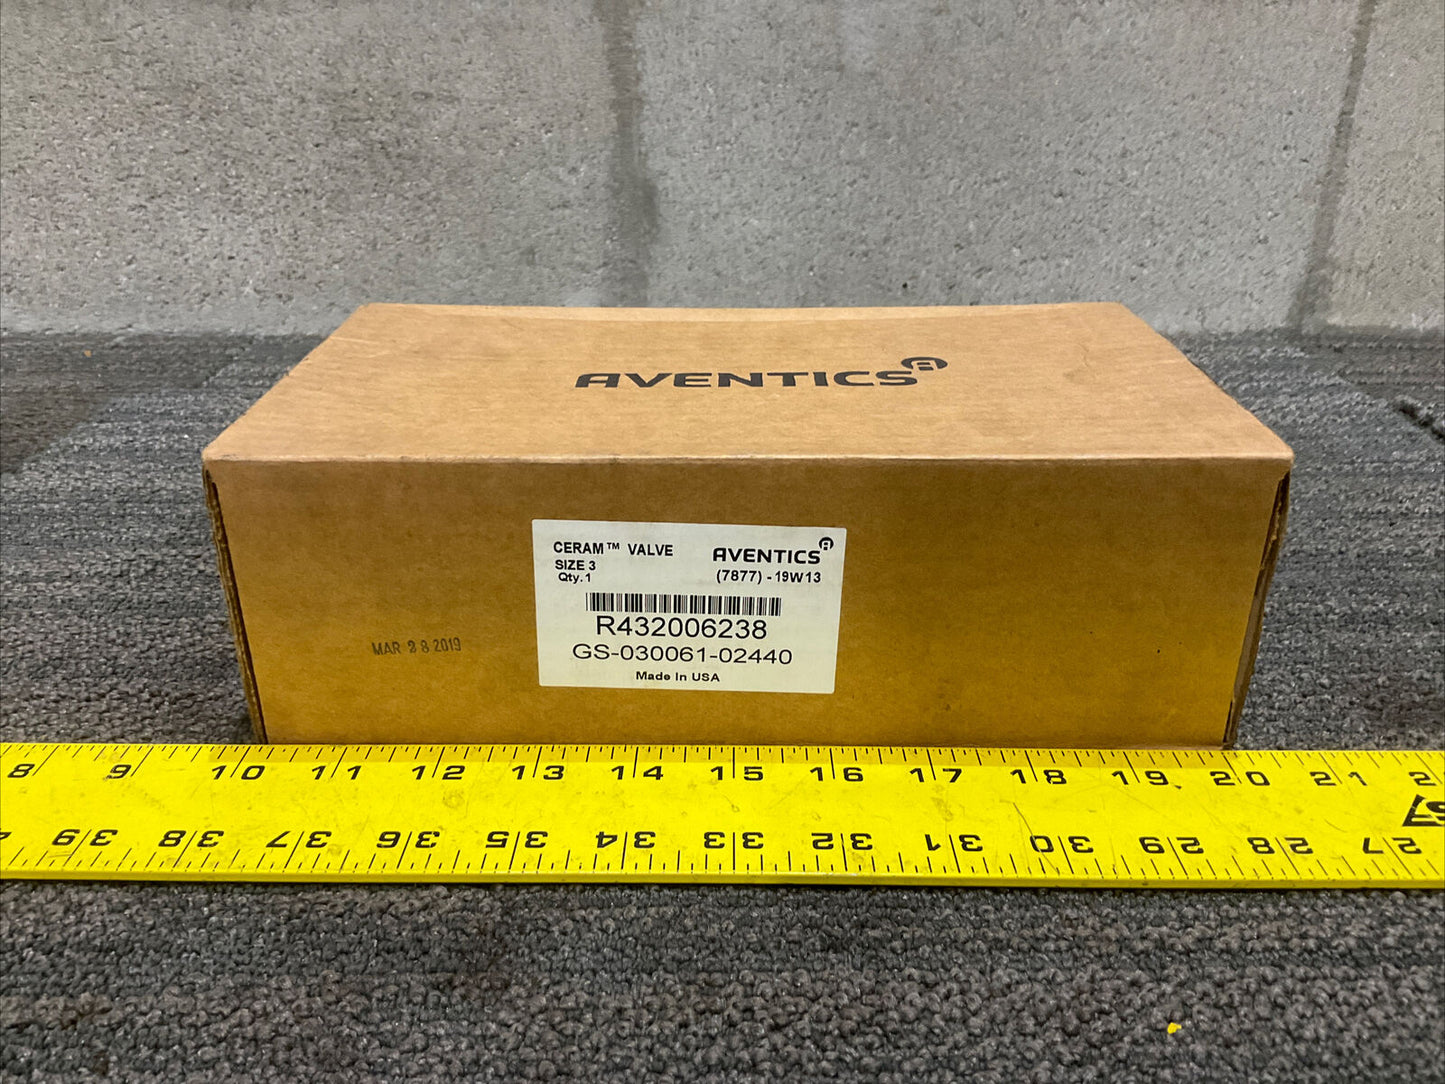 AVENTICS
CERAM™ VALVE
AVENTICS
SIZE 3
Qty. 1
(7877) - 19W13
R432006238
GS-030061-02440
Made In USA
MAR 28 2019
8 9 10 11 12 13 14 15 16 17 18 19 20 21
39 38 37 36 35 34 33 32 31 30 29 28 27